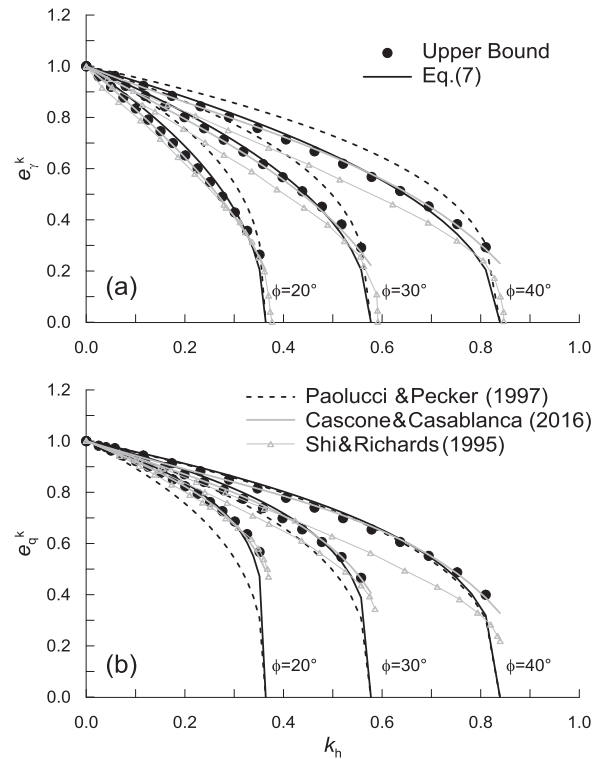 1.2
1.0
0.8
0.6
0.4
0.2
0.0
e_γ^k
Upper Bound
Eq.(7)
(a)
ϕ=20°
ϕ=30°
ϕ=40°
0.0 0.2 0.4 0.6 0.8 1.0
1.2
1.0
0.8
0.6
0.4
0.2
0.0
e_q^k
Paolucci &Pecker (1997)
Cascone&Casablanca (2016)
Shi&Richards (1995)
(b)
ϕ=20°
ϕ=30°
ϕ=40°
0.0 0.2 0.4 0.6 0.8 1.0
k_h